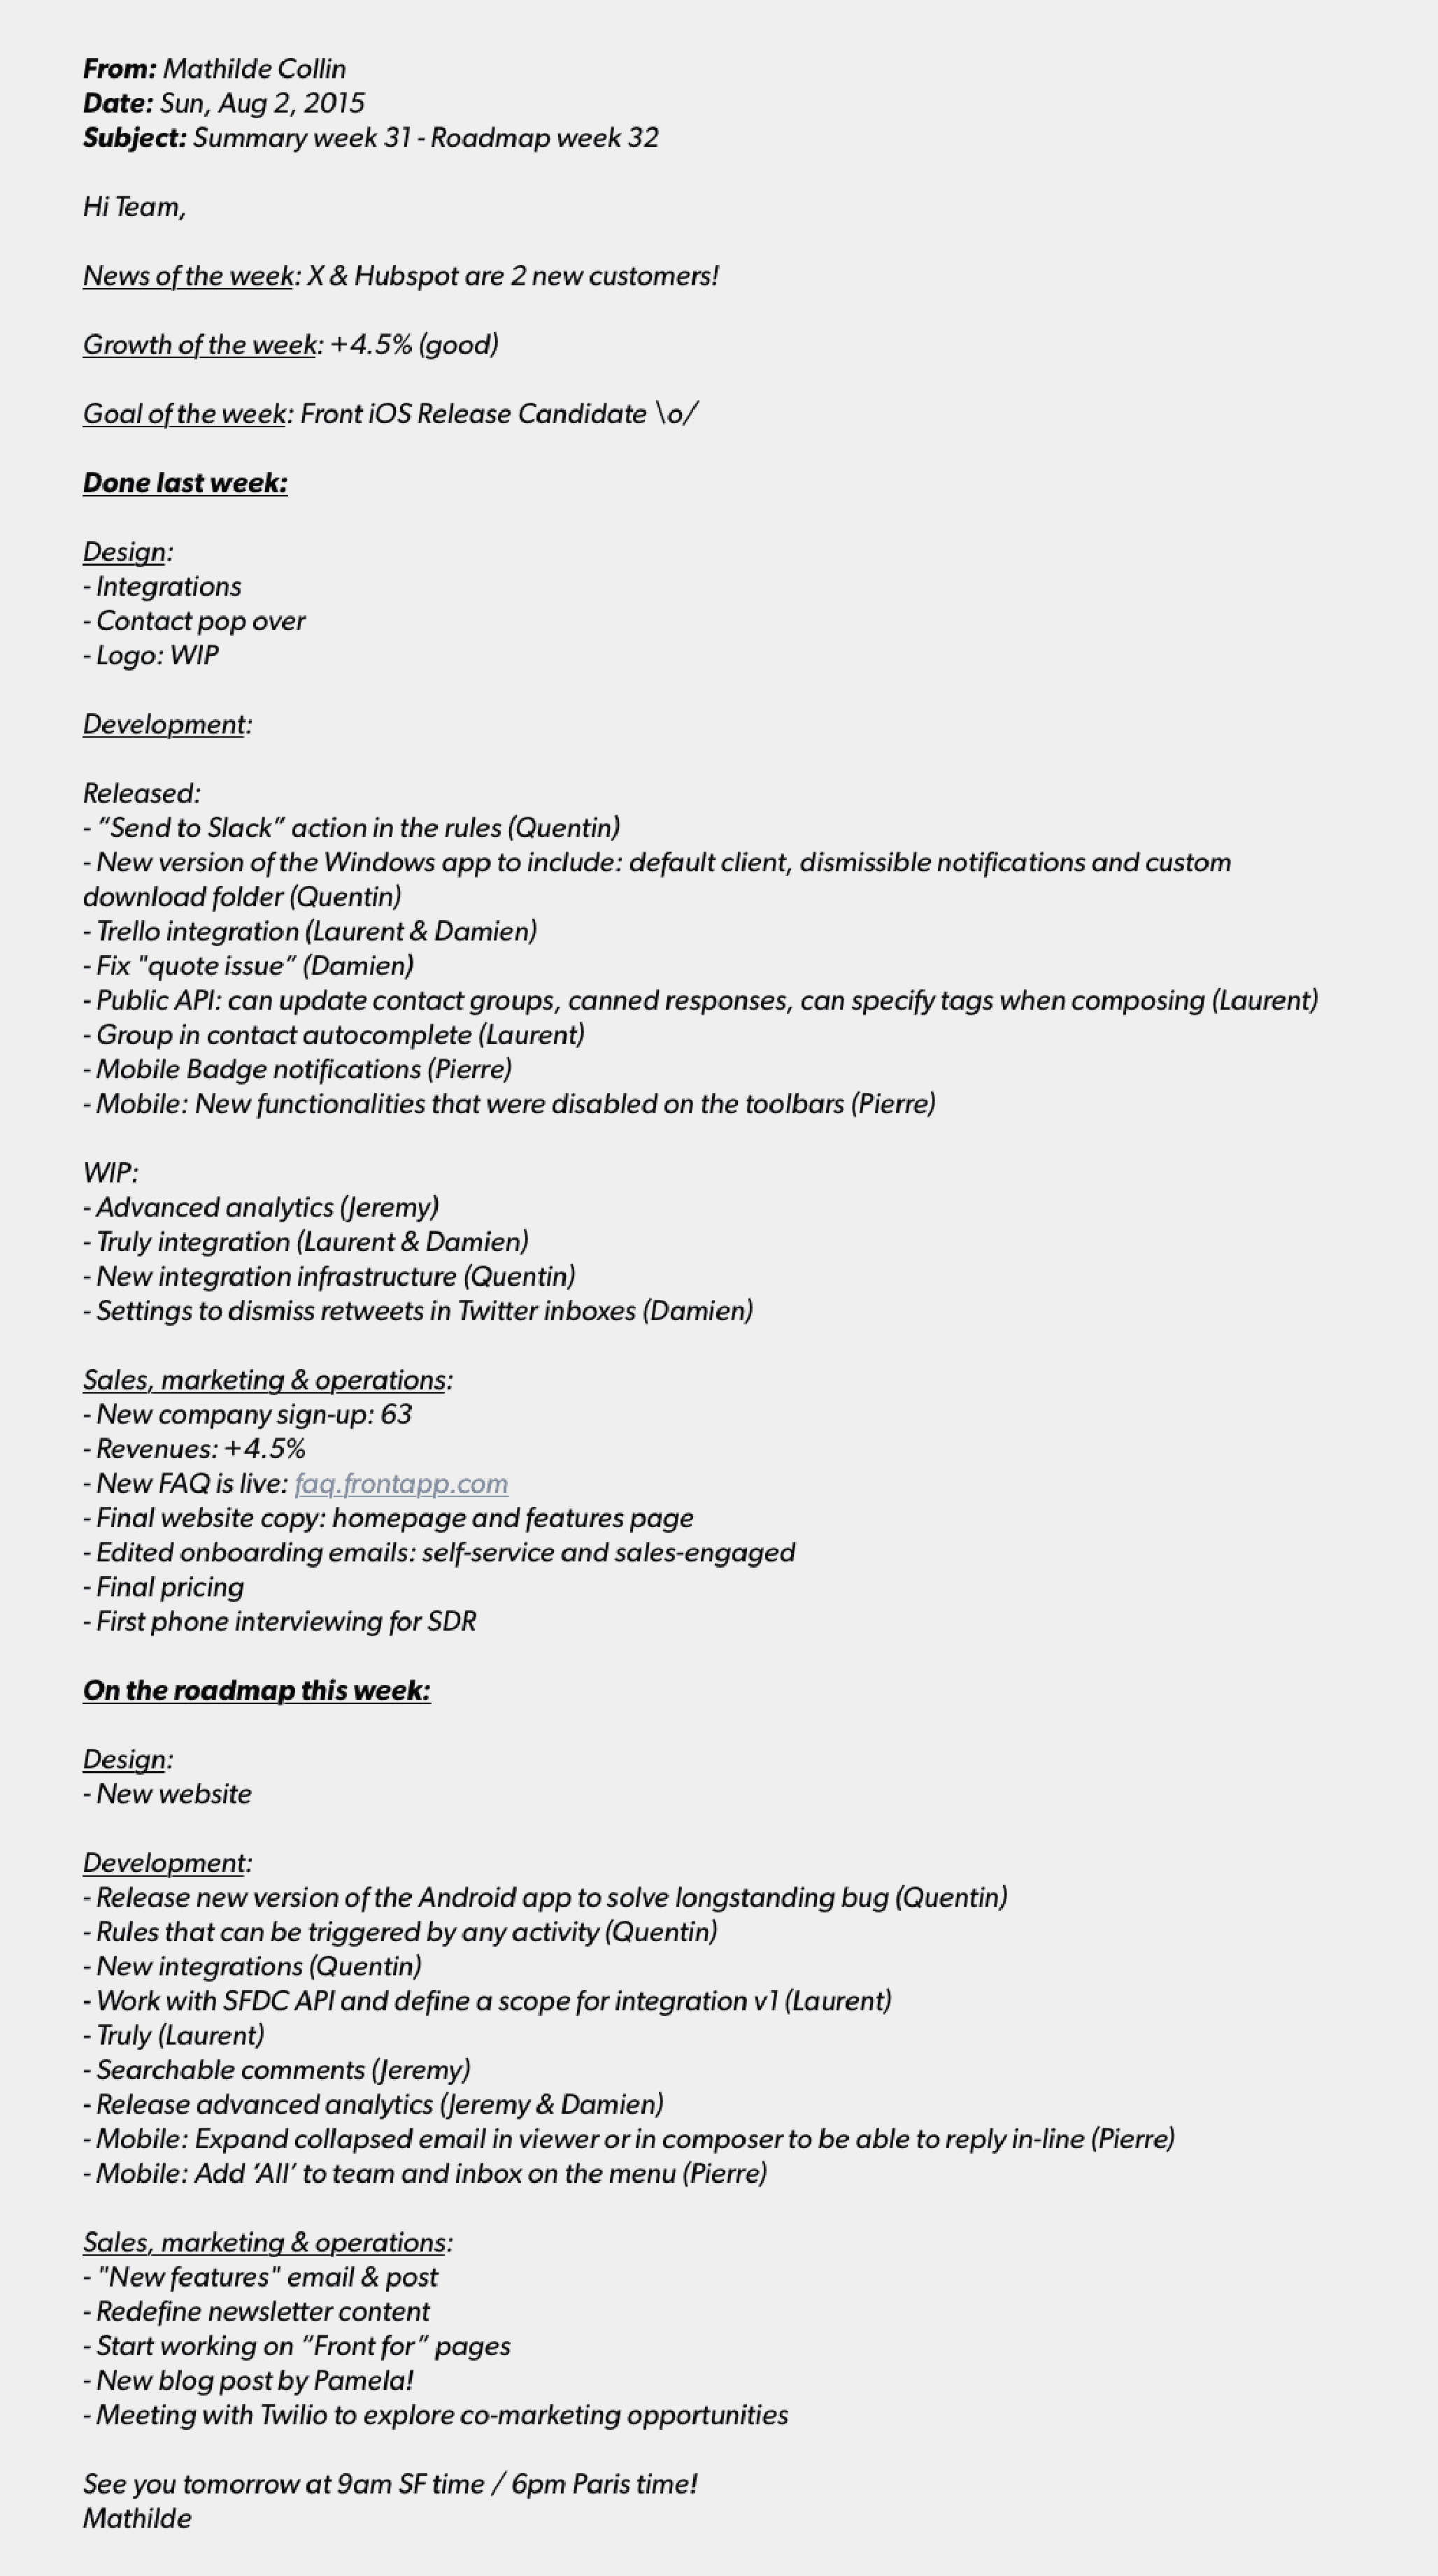 From: Mathilde Collin
Date: Sun, Aug 2, 2015
Subject: Summary week 31 - Roadmap week 32
Hi Team,
News of the week: X & Hubspot are 2 new customers!
Growth of the week: +4.5% (good)
Goal of the week: Front iOS Release Candidate \o/
Done last week:
Design:
- Integrations
- Contact pop over
- Logo: WIP
Development:
Released:
- “Send to Slack” action in the rules (Quentin)
- New version of the Windows app to include: default client, dismissible notifications and custom
download folder (Quentin)
- Trello integration (Laurent & Damien)
- Fix "quote issue” (Damien)
- Public API: can update contact groups, canned responses, can specify tags when composing (Laurent)
- Group in contact autocomplete (Laurent)
- Mobile Badge notifications (Pierre)
- Mobile: New functionalities that were disabled on the toolbars (Pierre)
WIP:
- Advanced analytics (Jeremy)
- Truly integration (Laurent & Damien)
- New integration infrastructure (Quentin)
- Settings to dismiss retweets in Twitter inboxes (Damien)
Sales, marketing & operations:
- New company sign-up: 63
- Revenues: +4.5%
- New FAQ is live: faq.frontapp.com
- Final website copy: homepage and features page
- Edited onboarding emails: self-service and sales-engaged
- Final pricing
- First phone interviewing for SDR
On the roadmap this week:
Design:
- New website
Development:
- Release new version of the Android app to solve longstanding bug (Quentin)
- Rules that can be triggered by any activity (Quentin)
- New integrations (Quentin)
- Work with SFDC API and define a scope for integration v1 (Laurent)
- Truly (Laurent)
- Searchable comments (Jeremy)
- Release advanced analytics (Jeremy & Damien)
- Mobile: Expand collapsed email in viewer or in composer to be able to reply in-line (Pierre)
- Mobile: Add ‘All’ to team and inbox on the menu (Pierre)
Sales, marketing & operations:
- "New features" email & post
- Redefine newsletter content
- Start working on “Front for” pages
- New blog post by Pamela!
- Meeting with Twilio to explore co-marketing opportunities
See you tomorrow at 9am SF time / 6pm Paris time!
Mathilde